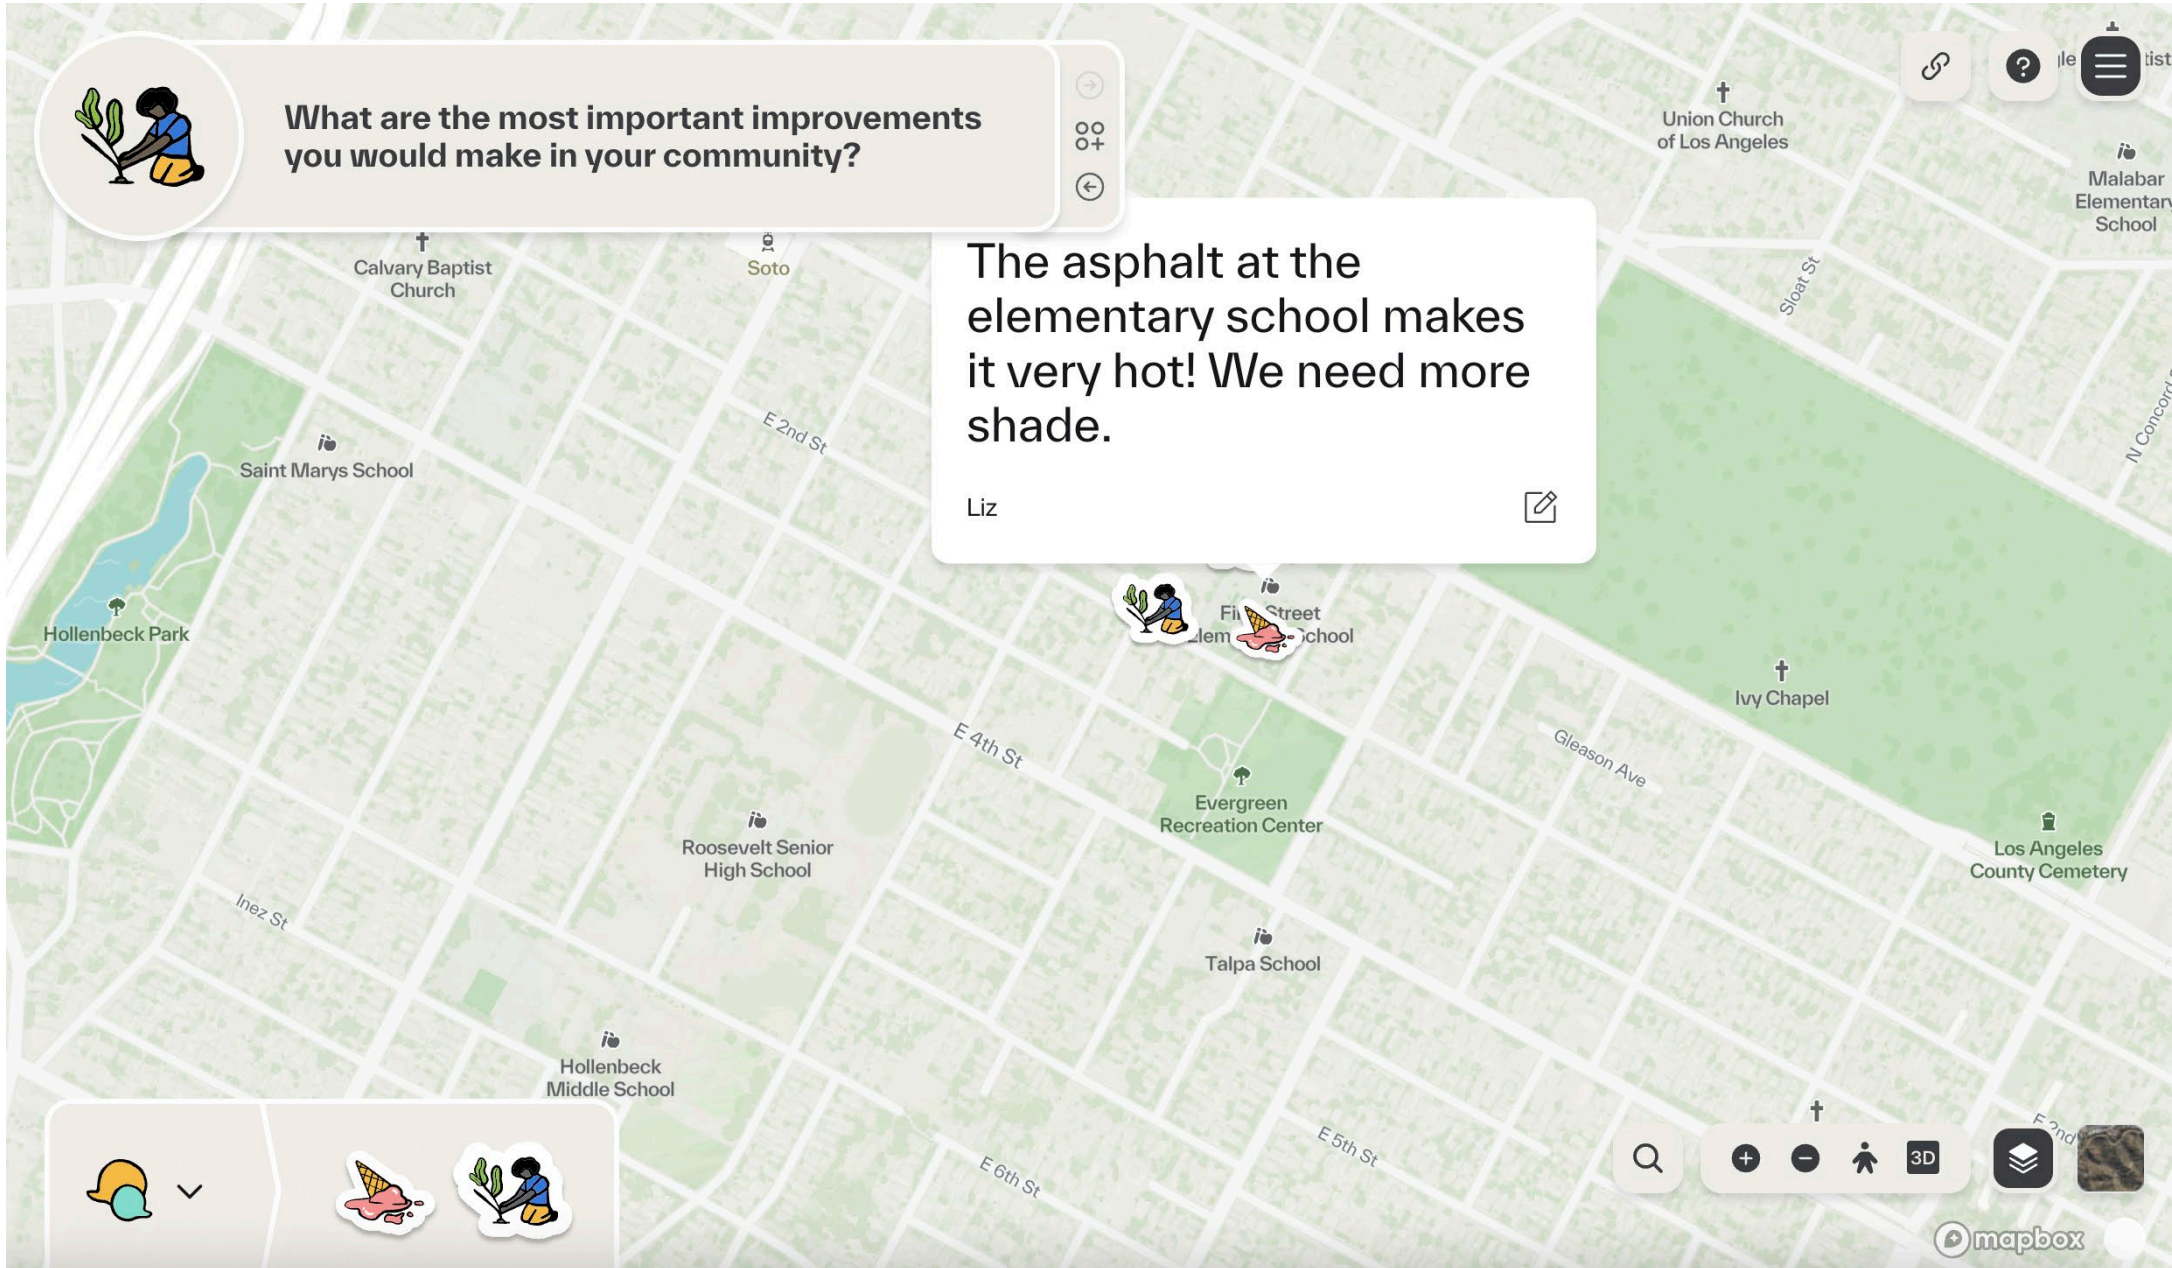 What are the most important improvements
you would make in your community?
The asphalt at the
elementary school makes
it very hot! We need more
shade.
Liz
Union Church
of Los Angeles
Malabar
Elementary
School
Calvary Baptist
Church
Soto
Sloat St
N Concord
E 2nd St
Saint Marys School
Hollenbeck Park
Street
School
Ivy Chapel
E 4th St
Gleason Ave
Evergreen
Recreation Center
Roosevelt Senior
High School
Los Angeles
County Cemetery
Inez St
Talpa School
Hollenbeck
Middle School
E 5th St
E 6th St
E 2nd
3D
mapbox